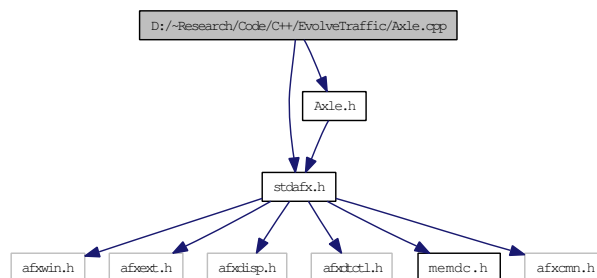 D:/~Research/Code/C++/EvolveTraffic/Axle.cpp
Axle.h
stdafx.h
afxwin.h
afxext.h
afxdisp.h
afxdtctl.h
memdc.h
afxcmn.h